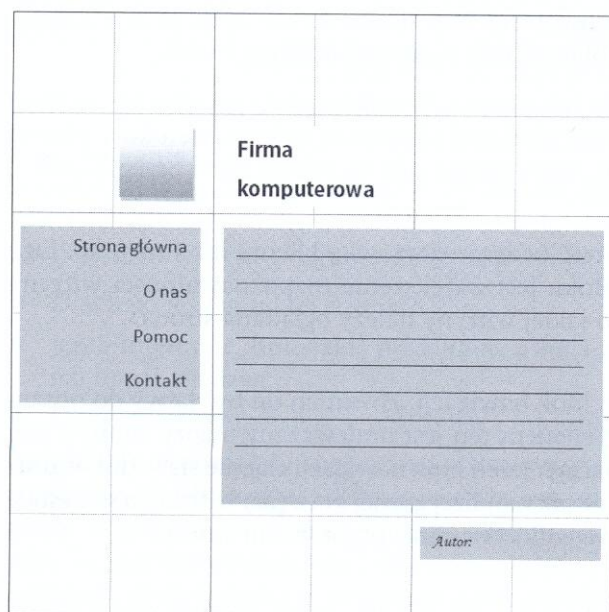 Firma
komputerowa
Strona główna
O nas
Pomoc
Kontakt
Autor: